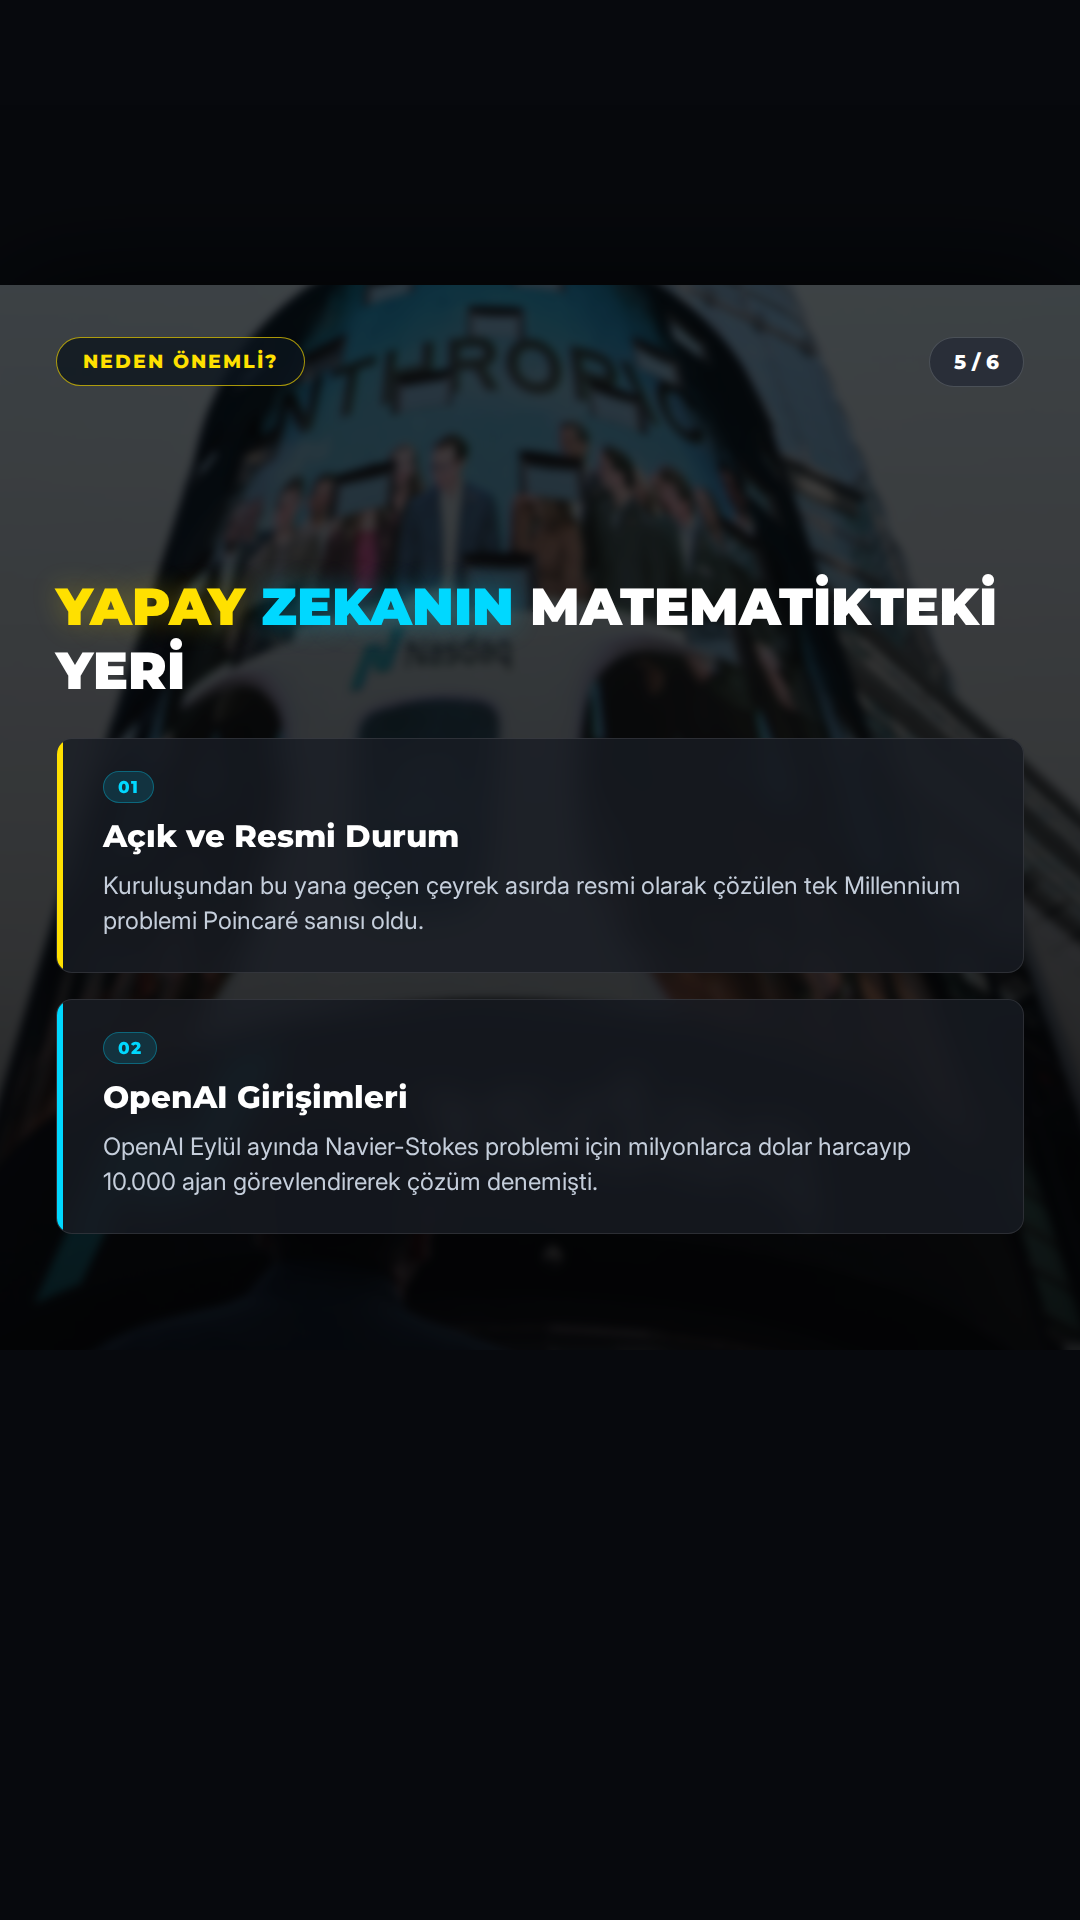 NEDEN ÖNEMLİ?
5 / 6
NTHROPIC
YAPAY ZEKANIN MATEMATİKTEKİ
YERİ
Nasdaq
01
Açık ve Resmi Durum
Kuruluşundan bu yana geçen çeyrek asırda resmi olarak çözülen tek Millennium
problemi Poincaré sanısı oldu.
02
OpenAI Girişimleri
OpenAI Eylül ayında Navier-Stokes problemi için milyonlarca dolar harcayıp
10.000 ajan görevlendirerek çözüm denemişti.